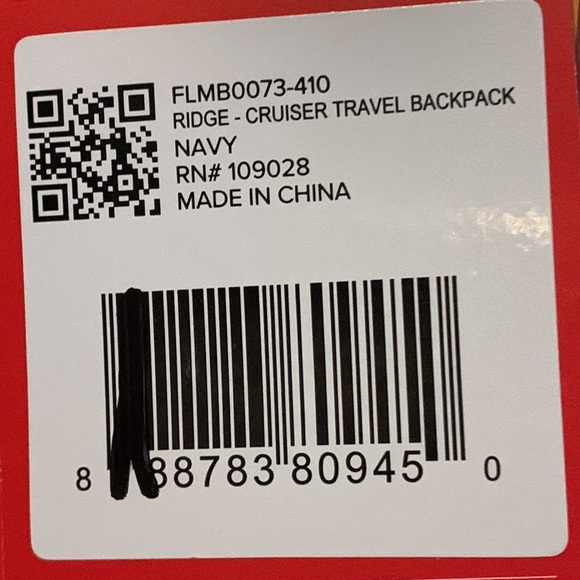 FLMB0073-410
RIDGE - CRUISER TRAVEL BACKPACK
NAVY
RN# 109028
MADE IN CHINA
8 88783 80945 0